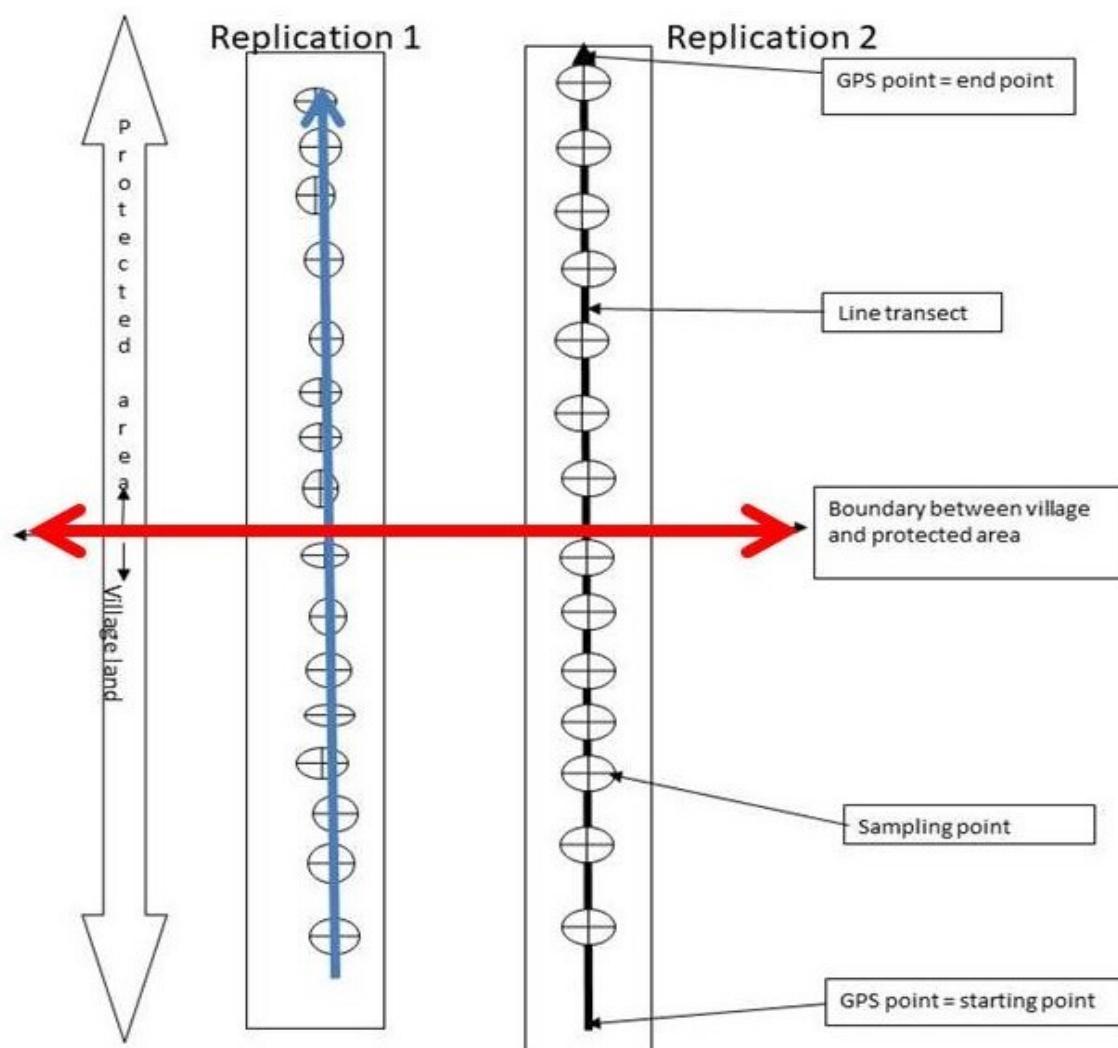 Replication 1
Replication 2
GPS point = end point
Protected area
Line transect
Boundary between village
and protected area
Village land
Sampling point
GPS point = starting point